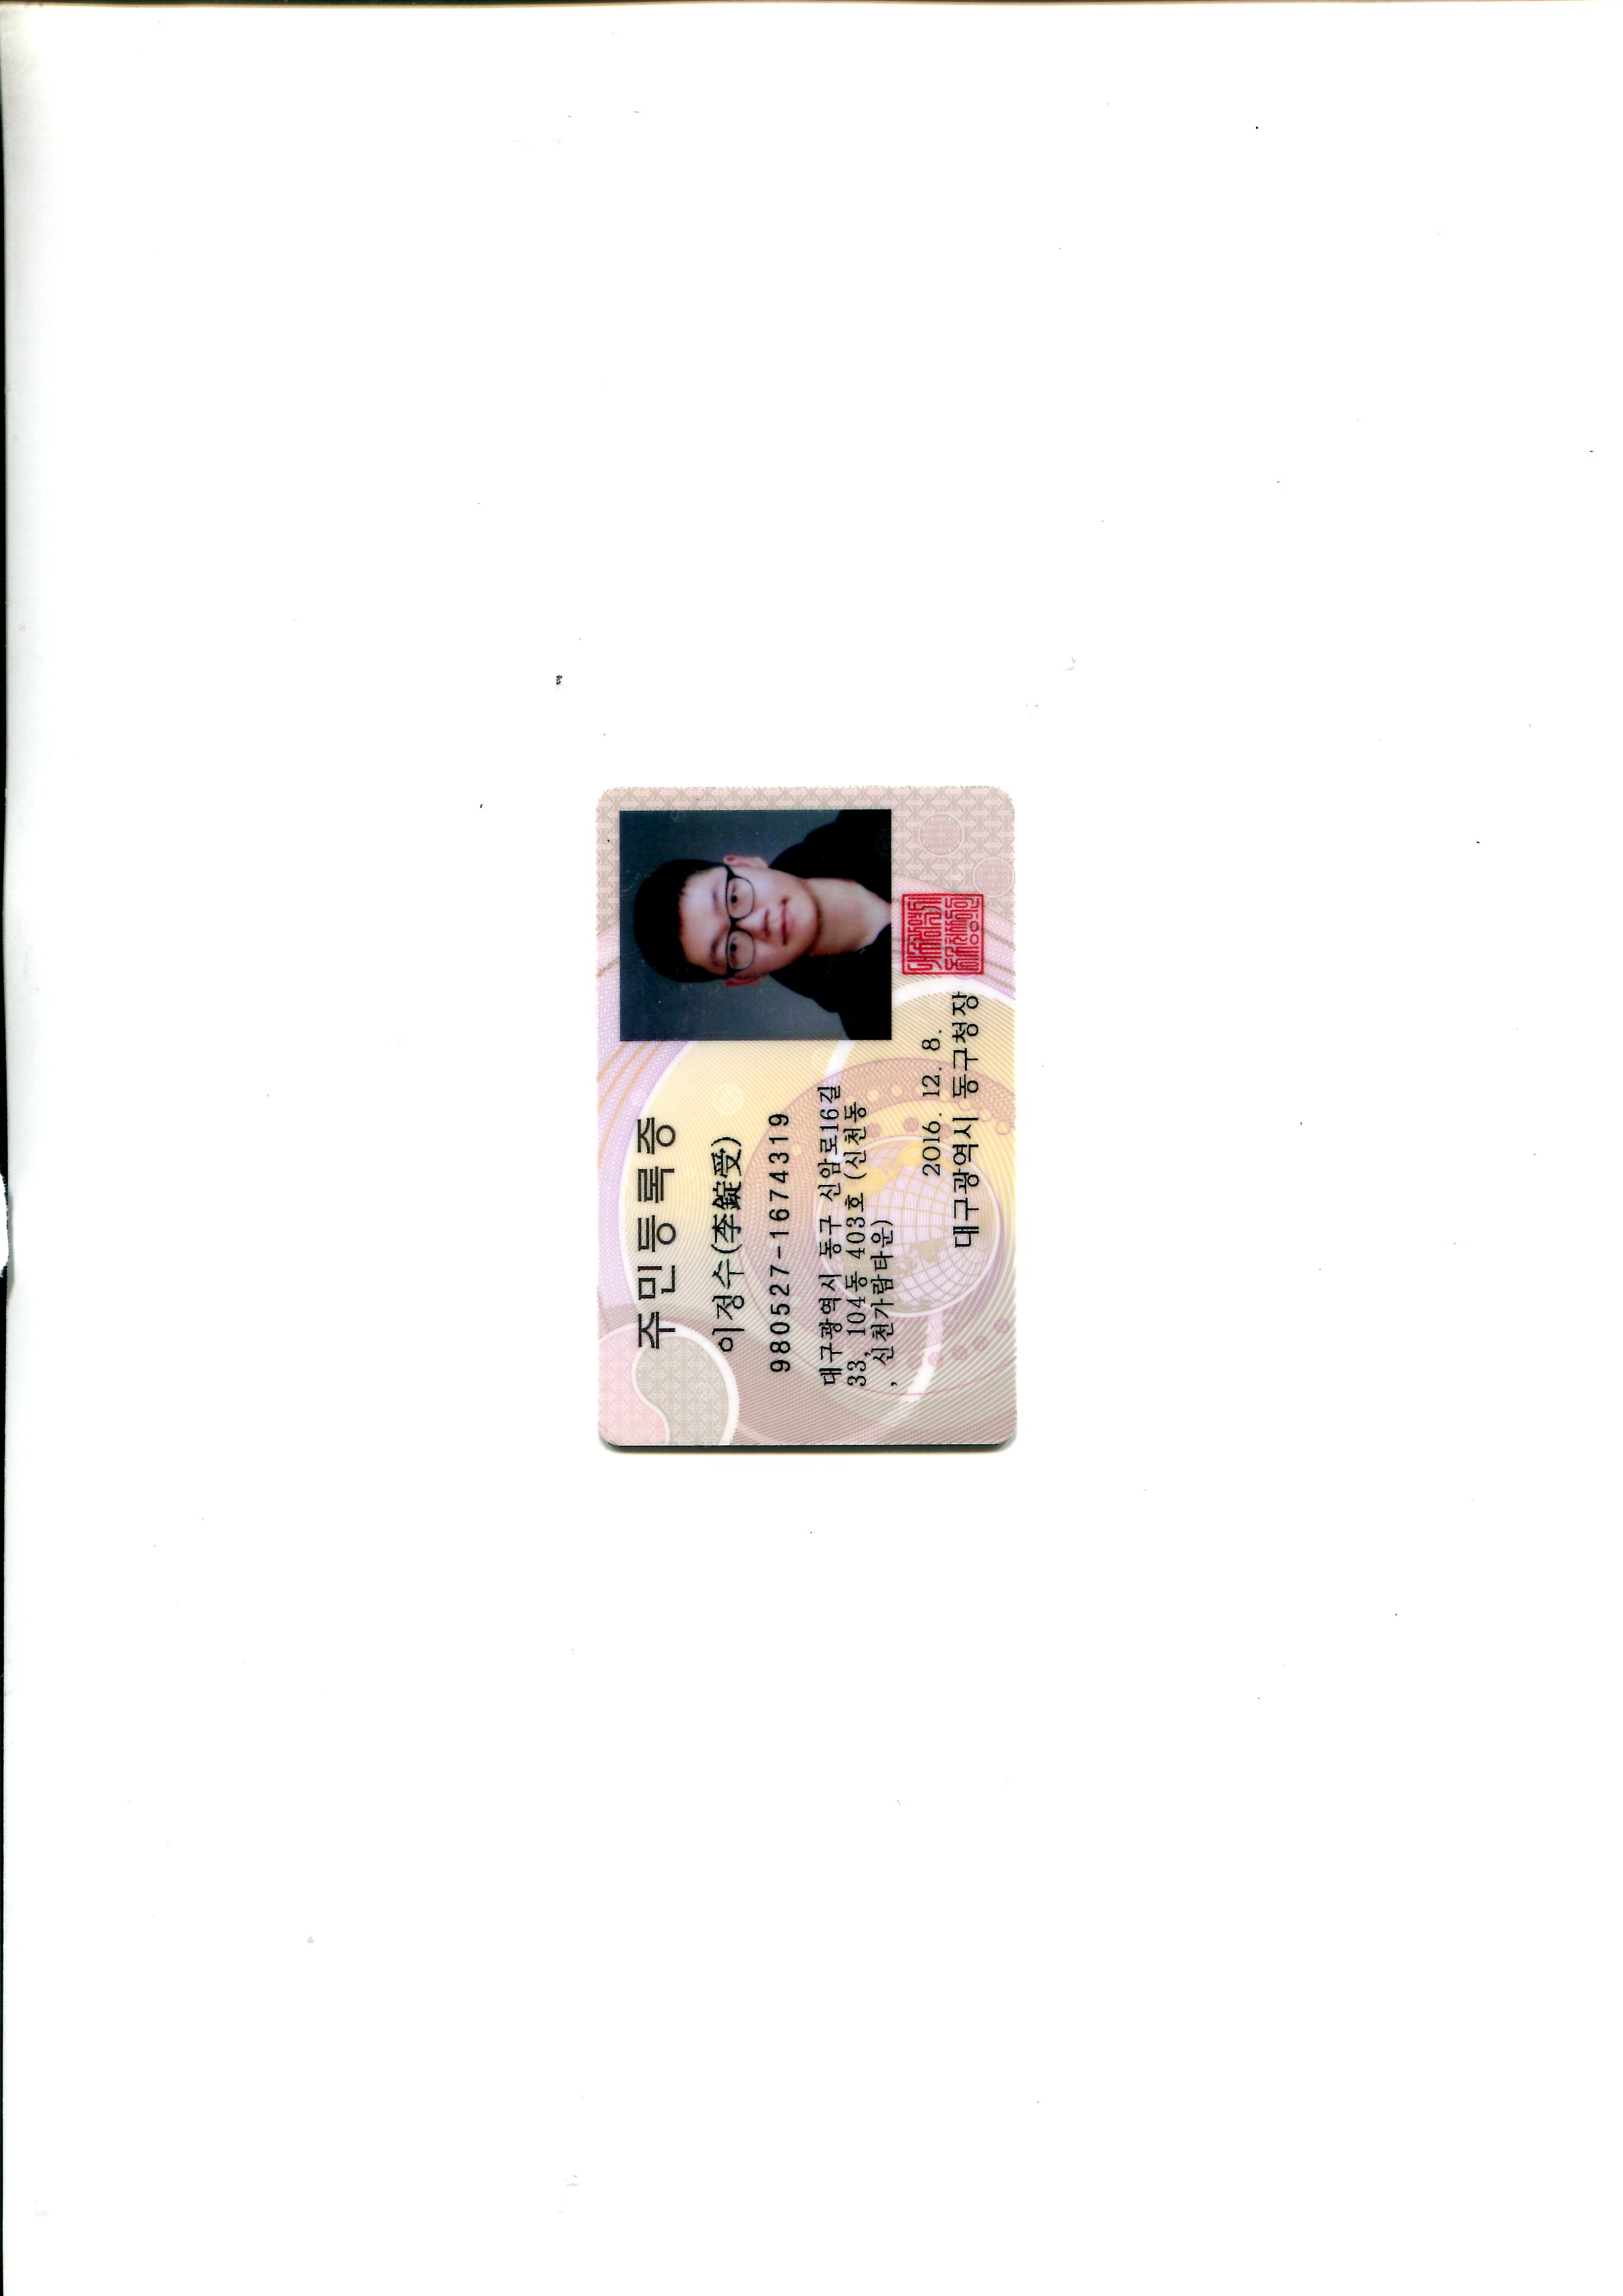 주민등록증
이정수(李錠受)
980527-1674319
대구광역시 동구 신암로16길
33, 104동 403호 (신천동
, 신천가람타운)
2016. 12. 8.
대구광역시 동구청장